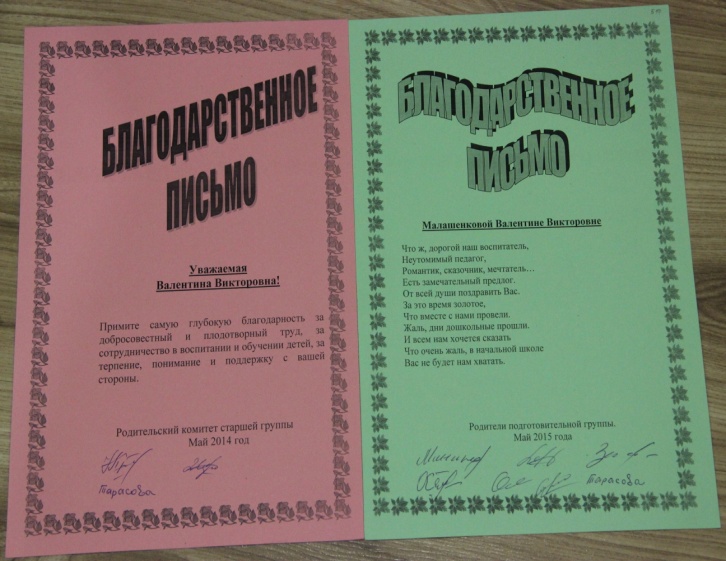 БЛАГОДАРСТВЕННОЕ
ПИСЬМО
Уважаемая
Валентина Викторовна!
Примите самую глубокую благодарность за
добросовестный и плодотворный труд, за
сотрудничество в воспитании и обучении детей, за
терпение, понимание и поддержку с вашей
стороны.
Родительский комитет старшей группы
Май 2014 год
Тарасова
БЛАГОДАРСТВЕННОЕ
ПИСЬМО
Малашенковой Валентине Викторовне
Что ж, дорогой наш воспитатель,
Неутомимый педагог,
Романтик, сказочник, мечтатель…
Есть замечательный предлог.
От всей души поздравить Вас.
За это время золотое,
Что вместе с нами провели.
Жаль, дни дошкольные прошли.
И всем нам хочется сказать
Что очень жаль, в начальной школе
Вас не будет нам хватать.
Родители подготовительной группы.
Май 2015 года
Тарасова